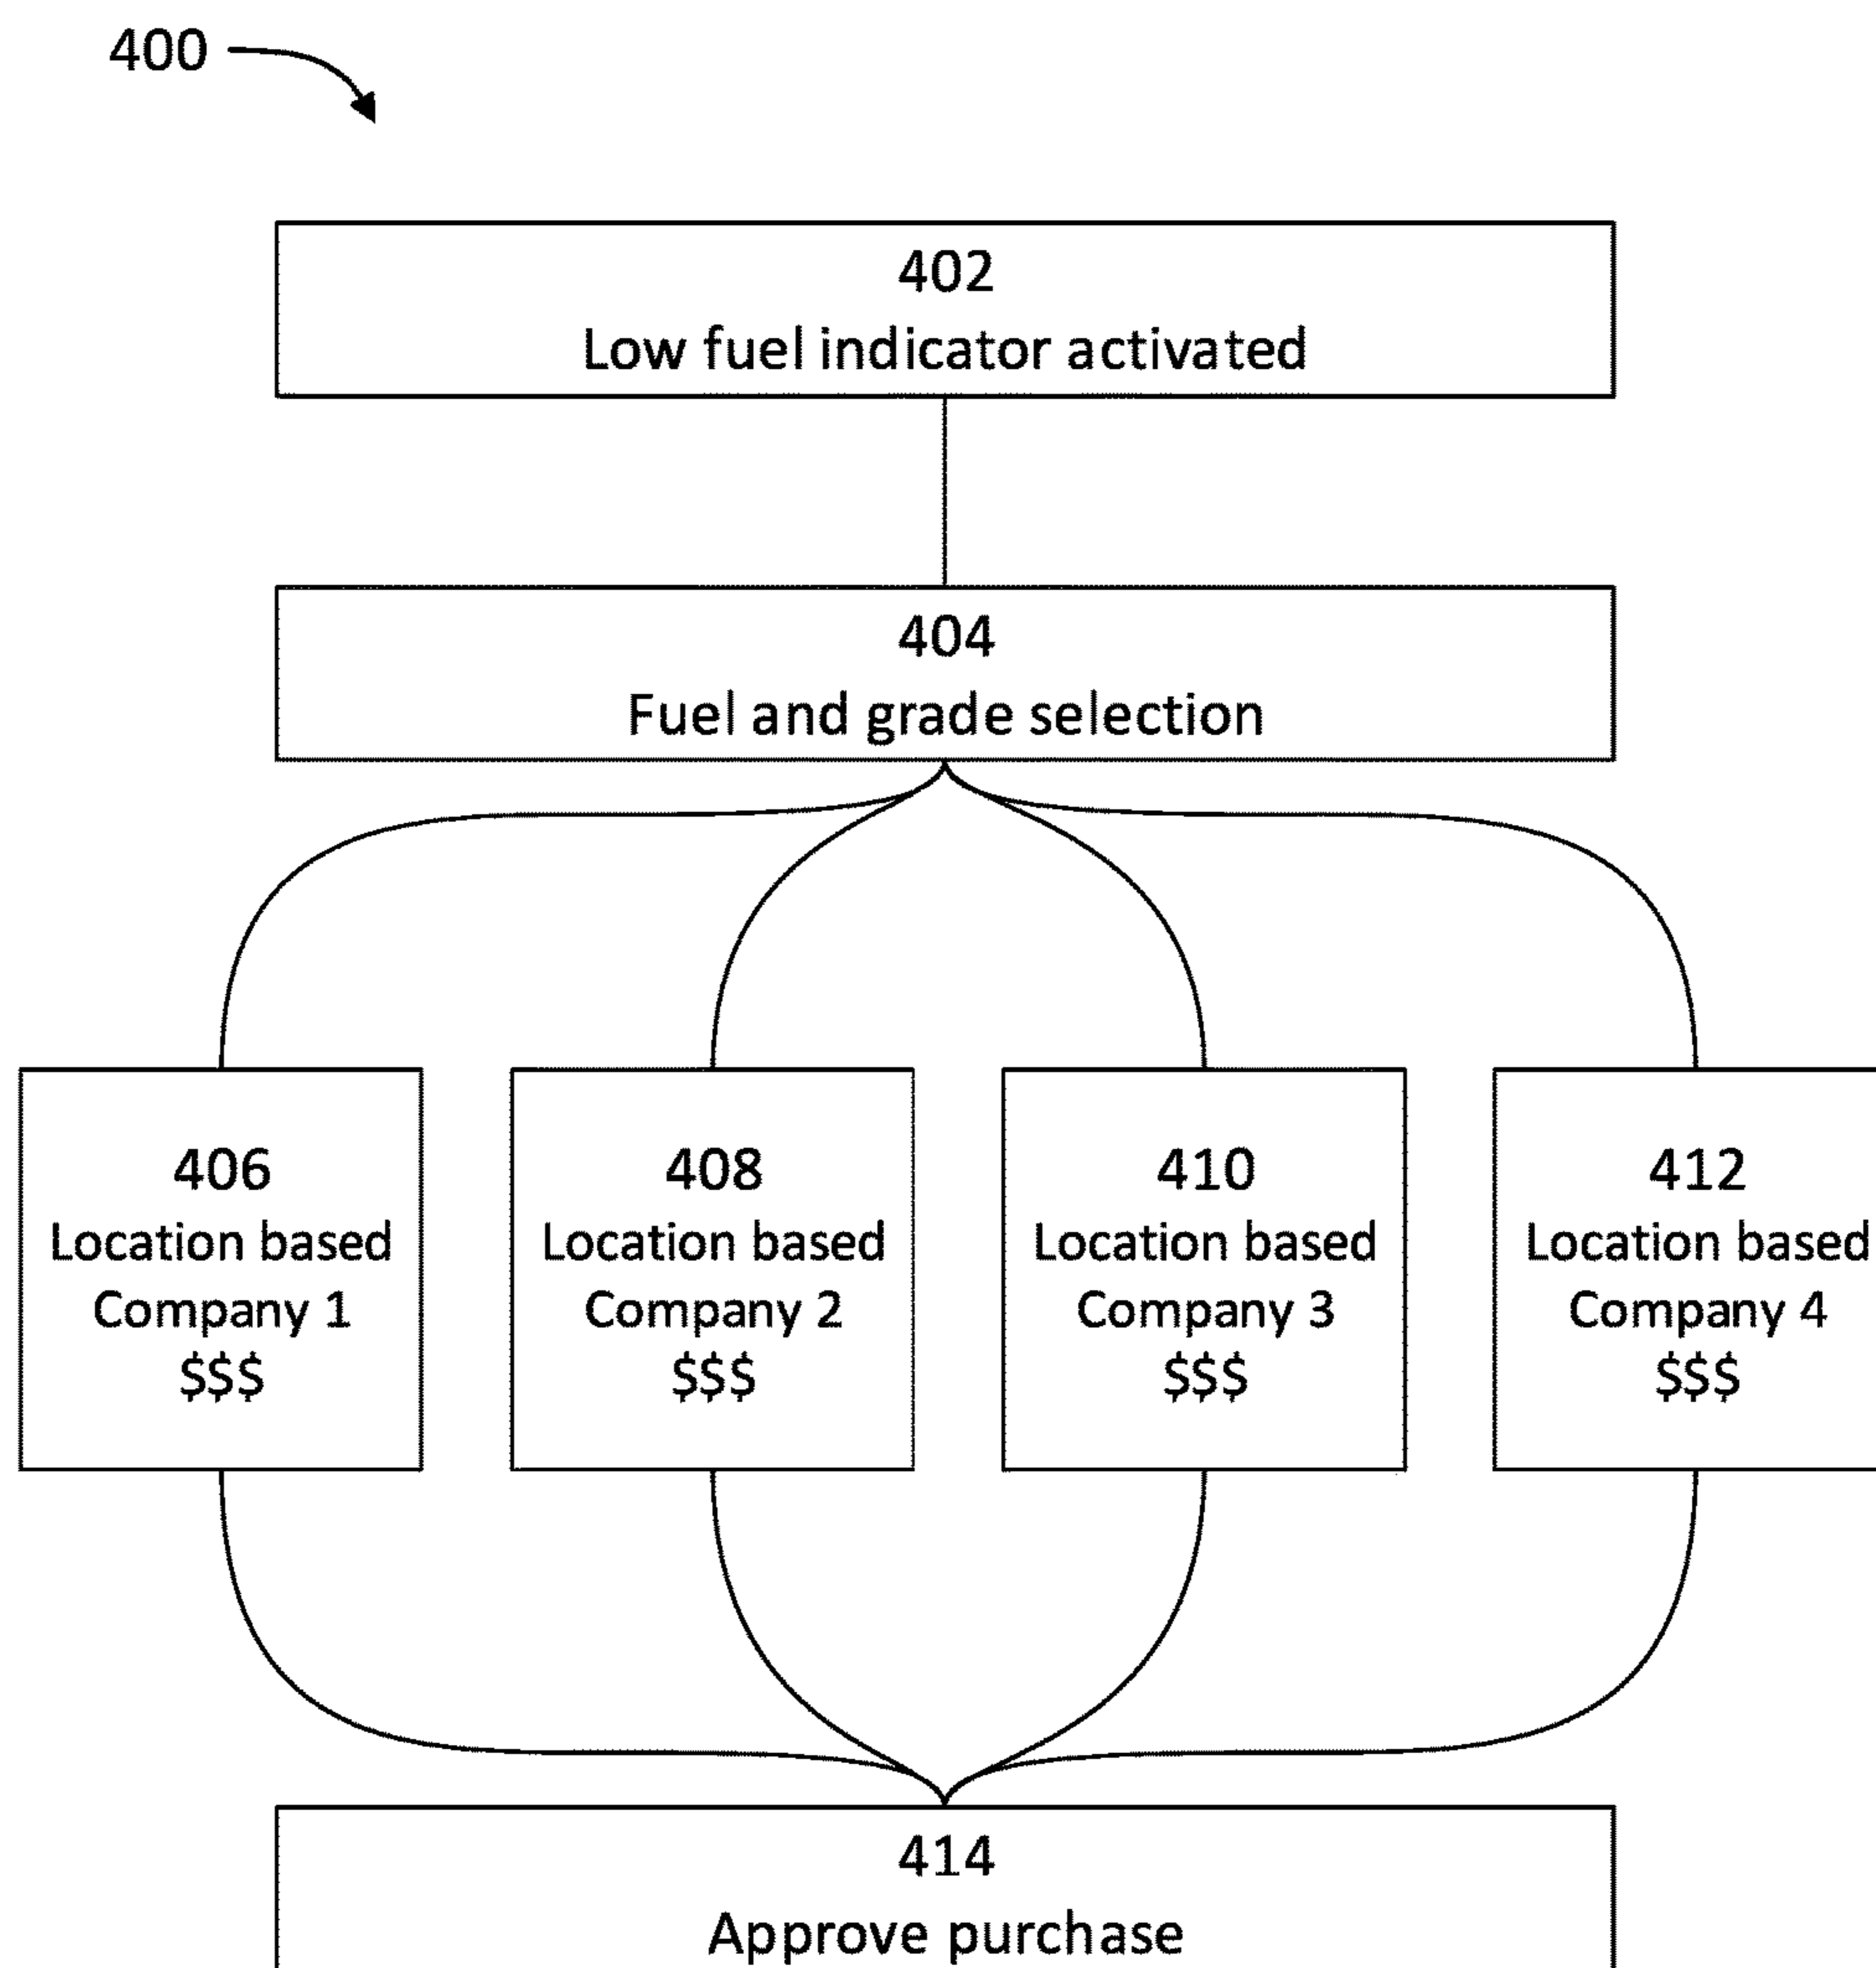 400
402
Low fuel indicator activated
404
Fuel and grade selection
406
Location based
Company 1
$$$
408
Location based
Company 2
$$$
410
Location based
Company 3
$$$
412
Location based
Company 4
$$$
414
Approve purchase